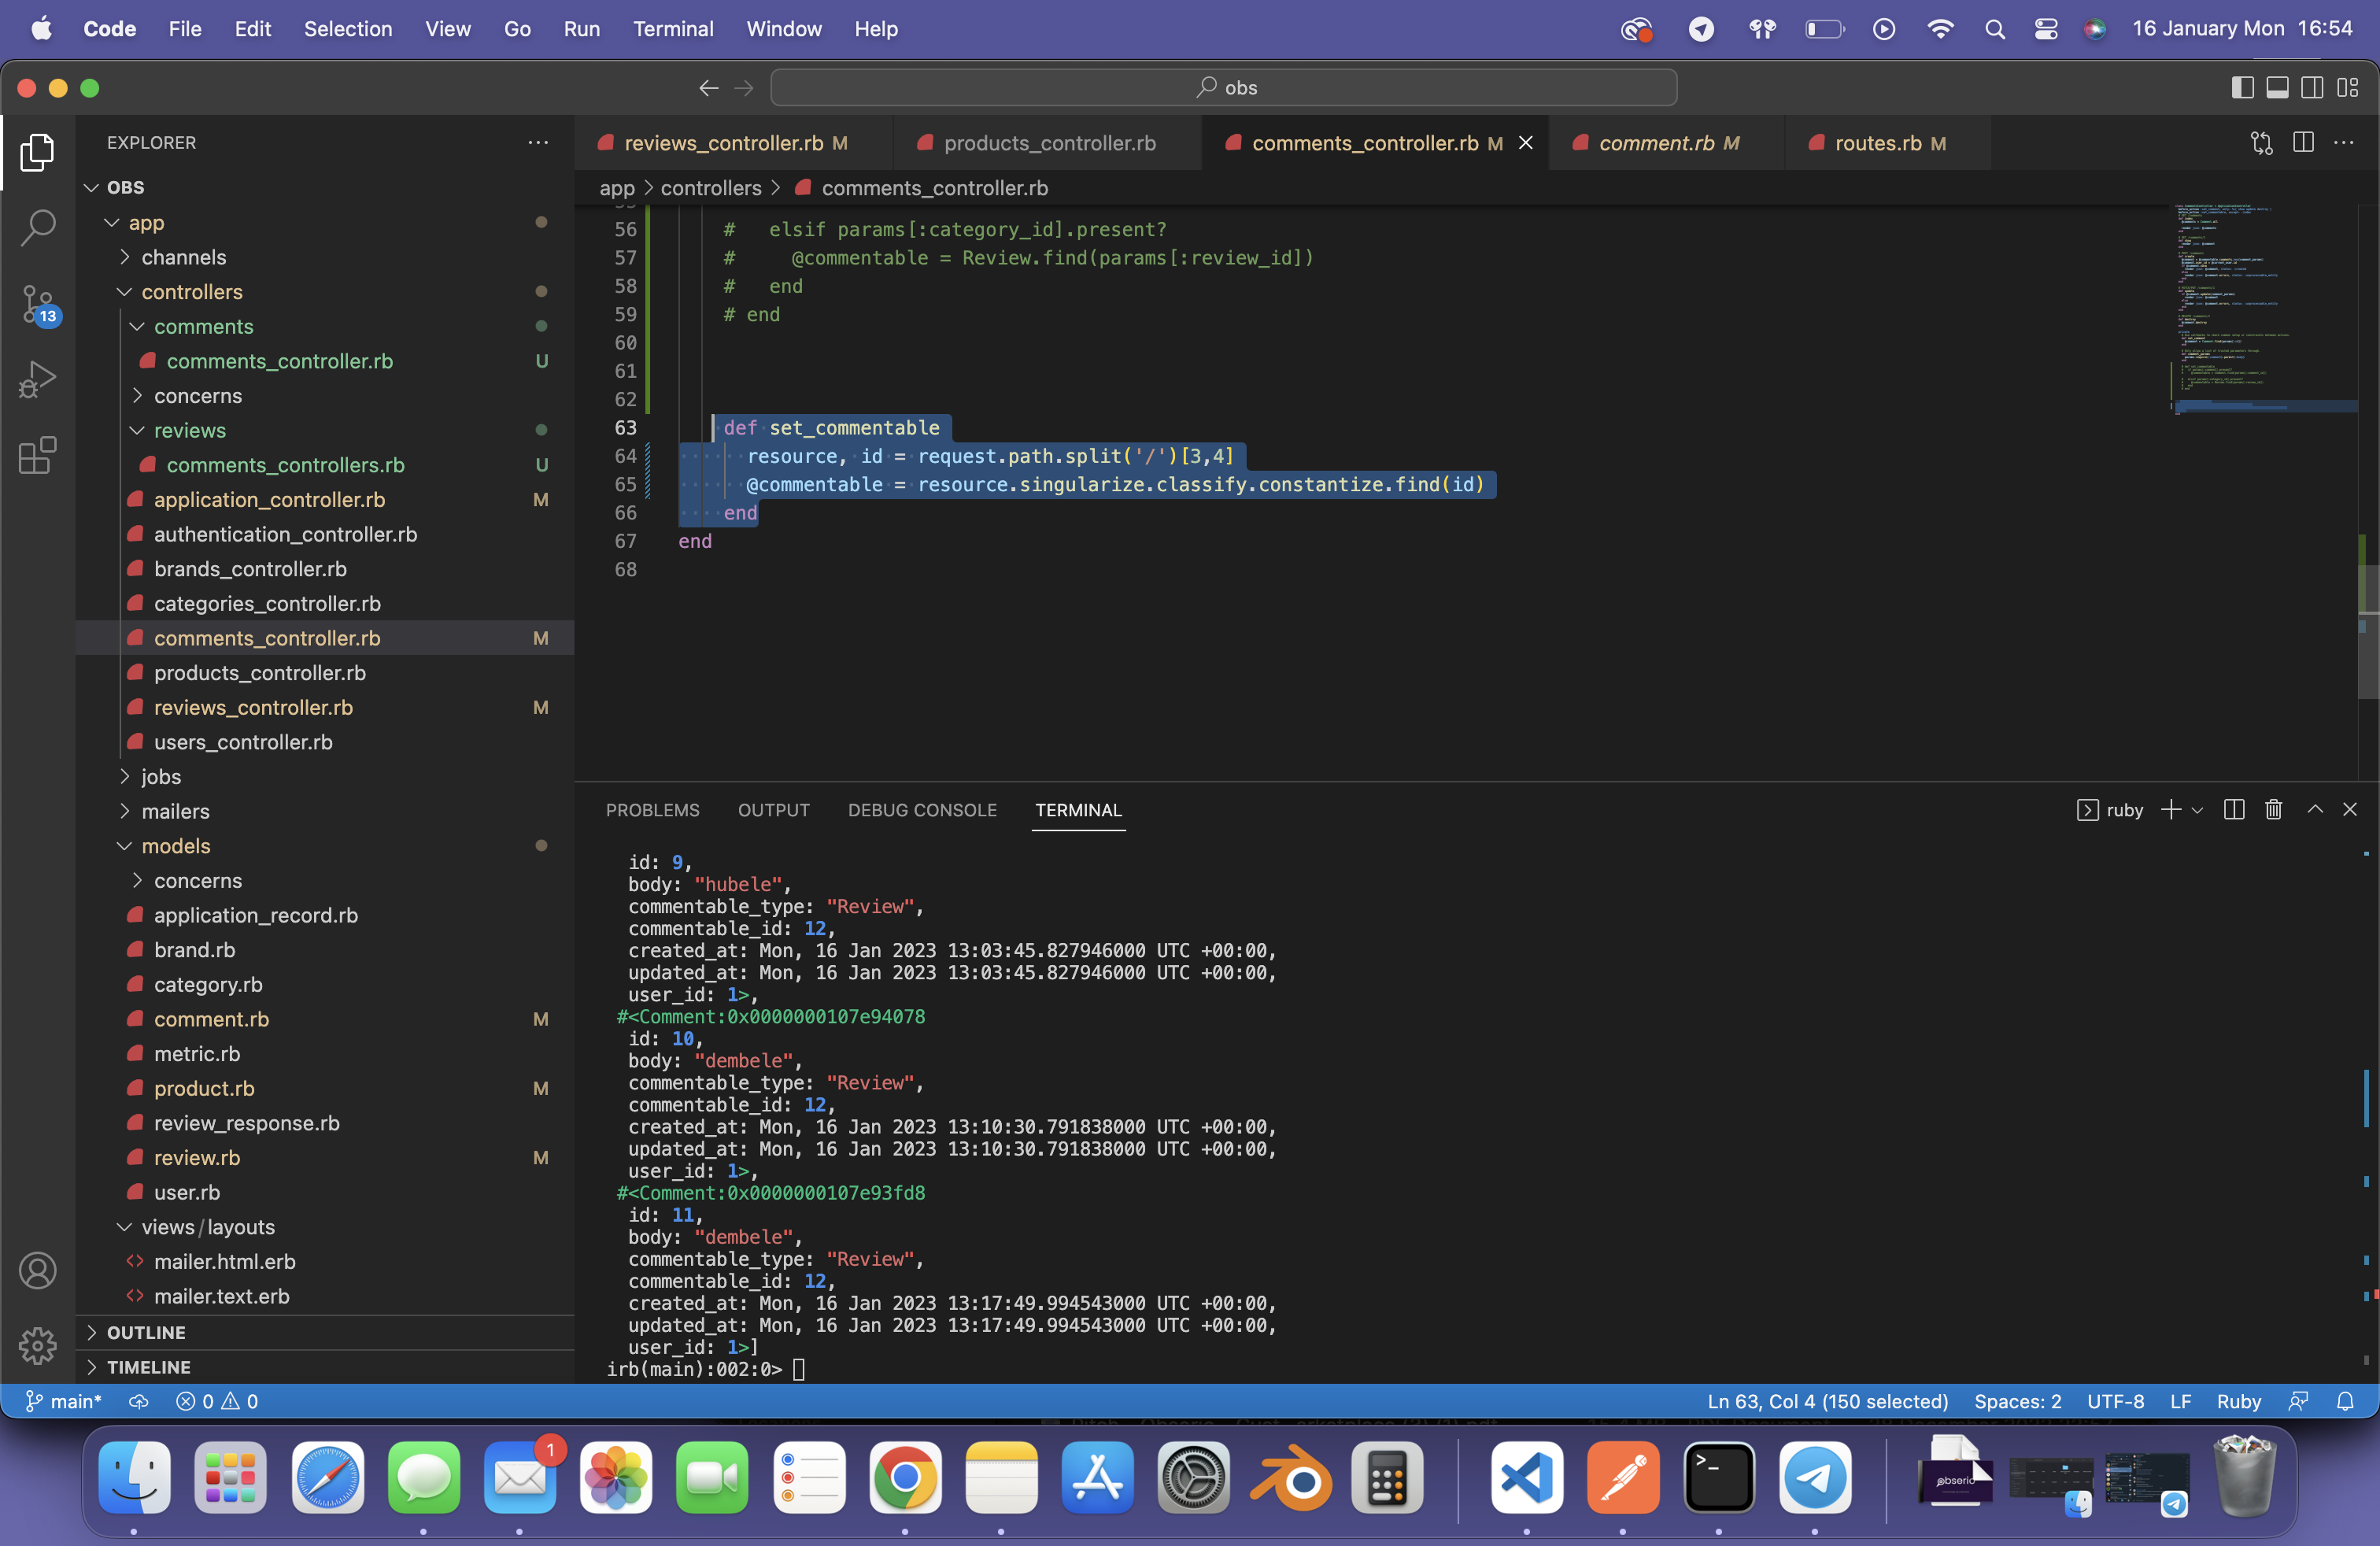 Code File Edit Selection View Go Run Terminal Window Help 16 January Mon 16:54
obs
EXPLORER
OBS
app
channels
controllers
comments
13
comments_controller.rb U
concerns
reviews
comments_controllers.rb U
application_controller.rb M
authentication_controller.rb
brands_controller.rb
categories_controller.rb
comments_controller.rb M
products_controller.rb
reviews_controller.rb M
users_controller.rb
jobs
mailers
models
concerns
application_record.rb
brand.rb
category.rb
comment.rb M
metric.rb
product.rb M
review_response.rb
review.rb M
user.rb
views/layouts
mailer.html.erb
mailer.text.erb
OUTLINE
TIMELINE
reviews_controller.rb M products_controller.rb comments_controller.rb M comment.rb M routes.rb M
app > controllers > comments_controller.rb
56 # elsif params[:category_id].present?
57 # @commentable = Review.find(params[:review_id])
58 # end
59 # end
60
61
62
63 def set_commentable
64 resource, id = request.path.split('/')[3,4]
65 @commentable = resource.singularize.classify.constantize.find(id)
66 end
67 end
68
PROBLEMS OUTPUT DEBUG CONSOLE TERMINAL ruby
id: 9,
body: "hubele",
commentable_type: "Review",
commentable_id: 12,
created_at: Mon, 16 Jan 2023 13:03:45.827946000 UTC +00:00,
updated_at: Mon, 16 Jan 2023 13:03:45.827946000 UTC +00:00,
user_id: 1>,
#<Comment:0x0000000107e94078
id: 10,
body: "dembele",
commentable_type: "Review",
commentable_id: 12,
created_at: Mon, 16 Jan 2023 13:10:30.791838000 UTC +00:00,
updated_at: Mon, 16 Jan 2023 13:10:30.791838000 UTC +00:00,
user_id: 1>,
#<Comment:0x0000000107e93fd8
id: 11,
body: "dembele",
commentable_type: "Review",
commentable_id: 12,
created_at: Mon, 16 Jan 2023 13:17:49.994543000 UTC +00:00,
updated_at: Mon, 16 Jan 2023 13:17:49.994543000 UTC +00:00,
user_id: 1>]
irb(main):002:0>
main* 0 0 Ln 63, Col 4 (150 selected) Spaces: 2 UTF-8 LF Ruby
1